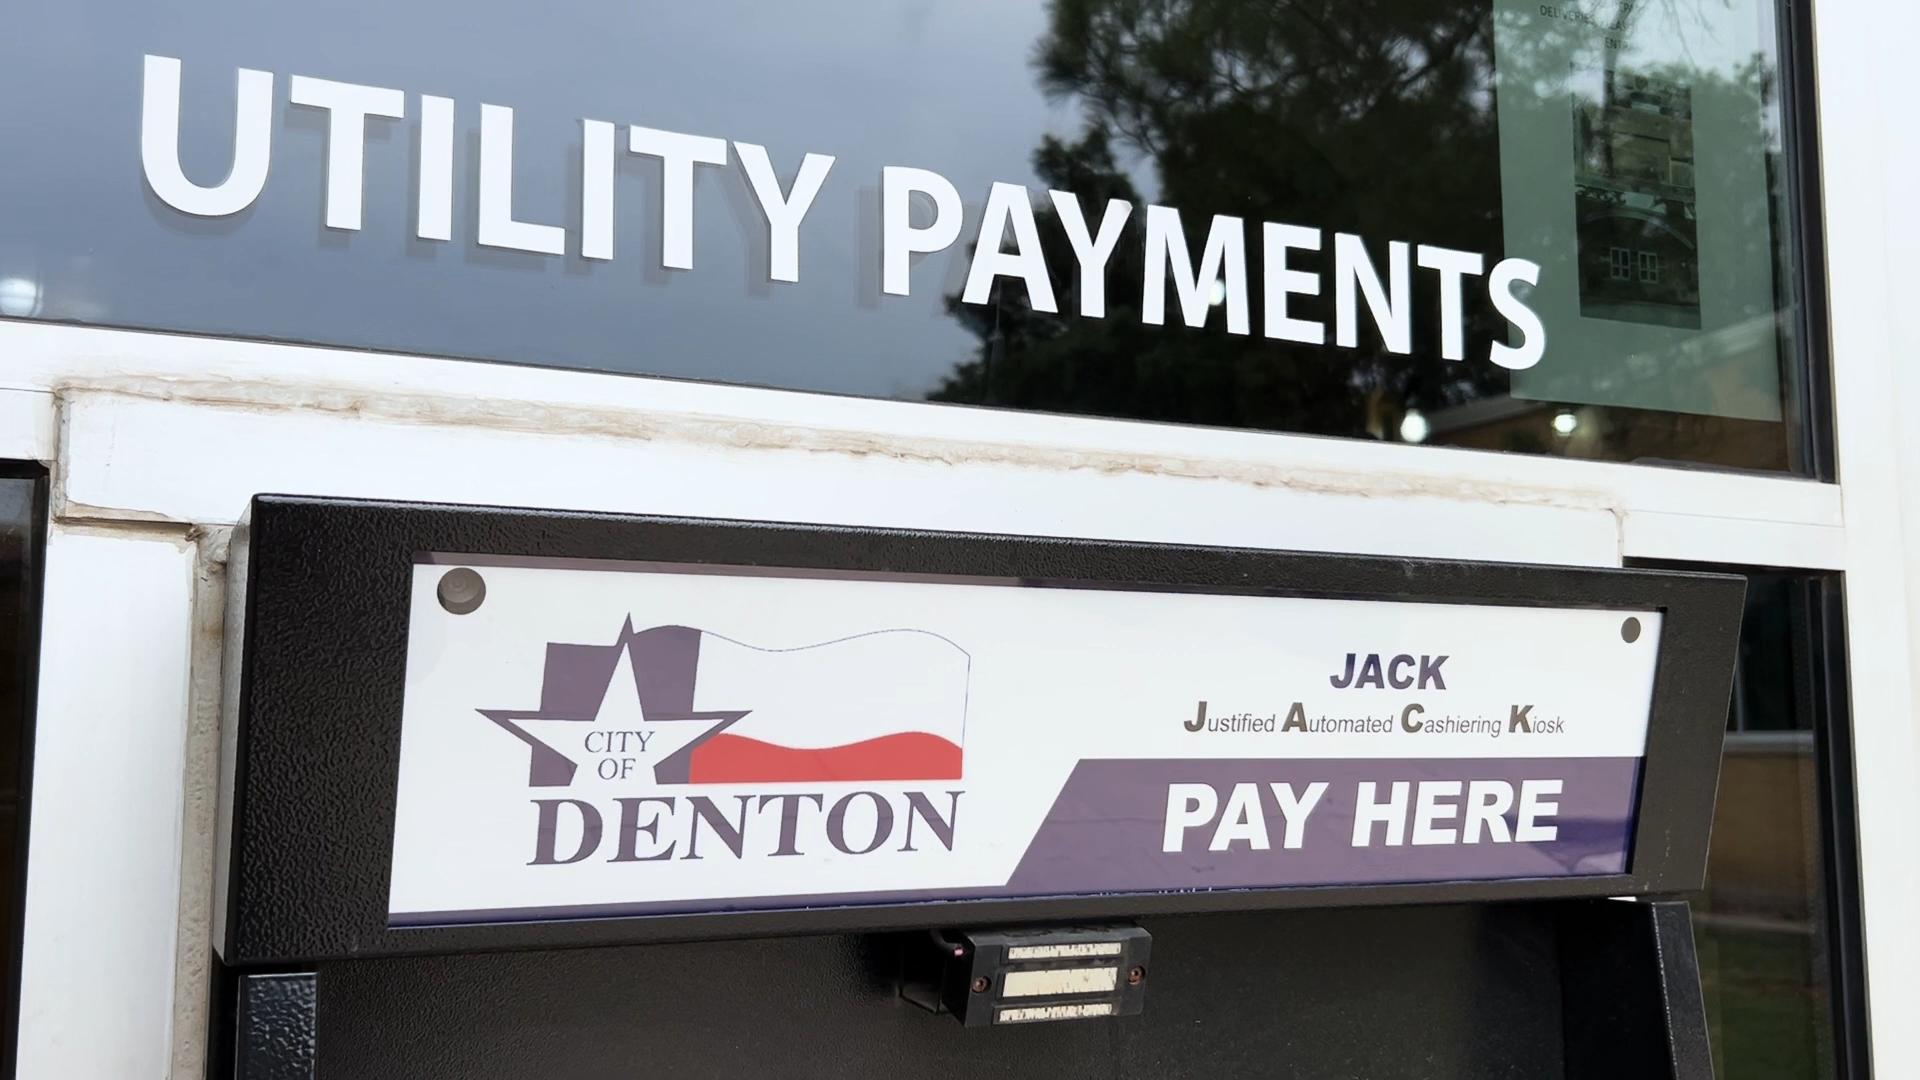 UTILITY PAYMENTS
CITY
OF
DENTON
JACK
Justified Automated Cashiering Kiosk
PAY HERE